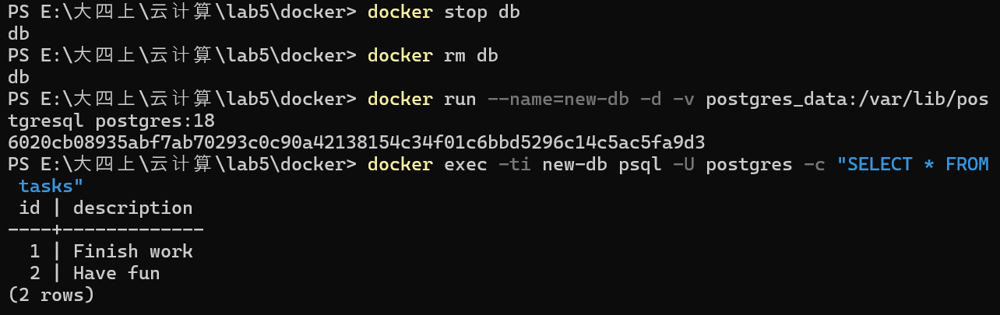 PS E:\大四上\云计算\lab5\docker> docker stop db
db
PS E:\大四上\云计算\lab5\docker> docker rm db
db
PS E:\大四上\云计算\lab5\docker> docker run --name=new-db -d -v postgres_data:/var/lib/pos
tgresql postgres:18
6020cb08935abf7ab70293c0c90a42138154c34f01c6bbd5296c14c5ac5fa9d3
PS E:\大四上\云计算\lab5\docker> docker exec -ti new-db psql -U postgres -c "SELECT * FROM
 tasks"
 id | description
----+-------------
  1 | Finish work
  2 | Have fun
(2 rows)